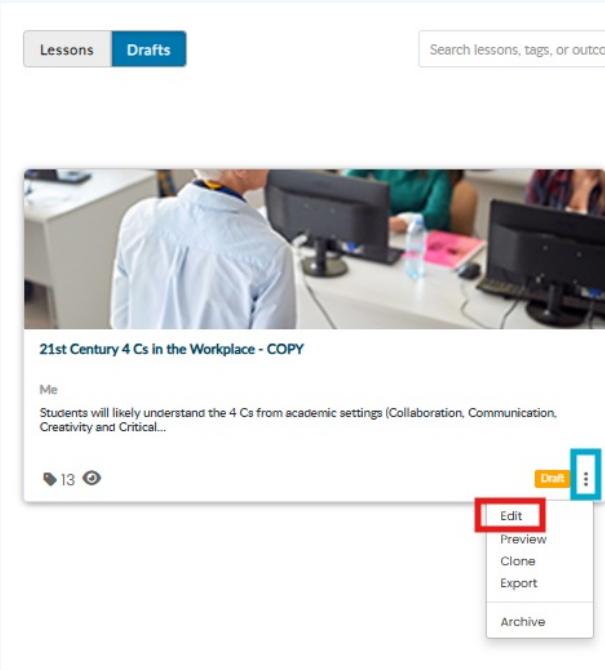 Lessons
Drafts
Search lessons, tags, or
21st Century 4 Cs in the Workplace - COPY
Me
Students will likely understand the 4 Cs from academic settings (Collaboration, Communication,
Creativity and Critical...
13
Draft
Edit
Preview
Clone
Export
Archive